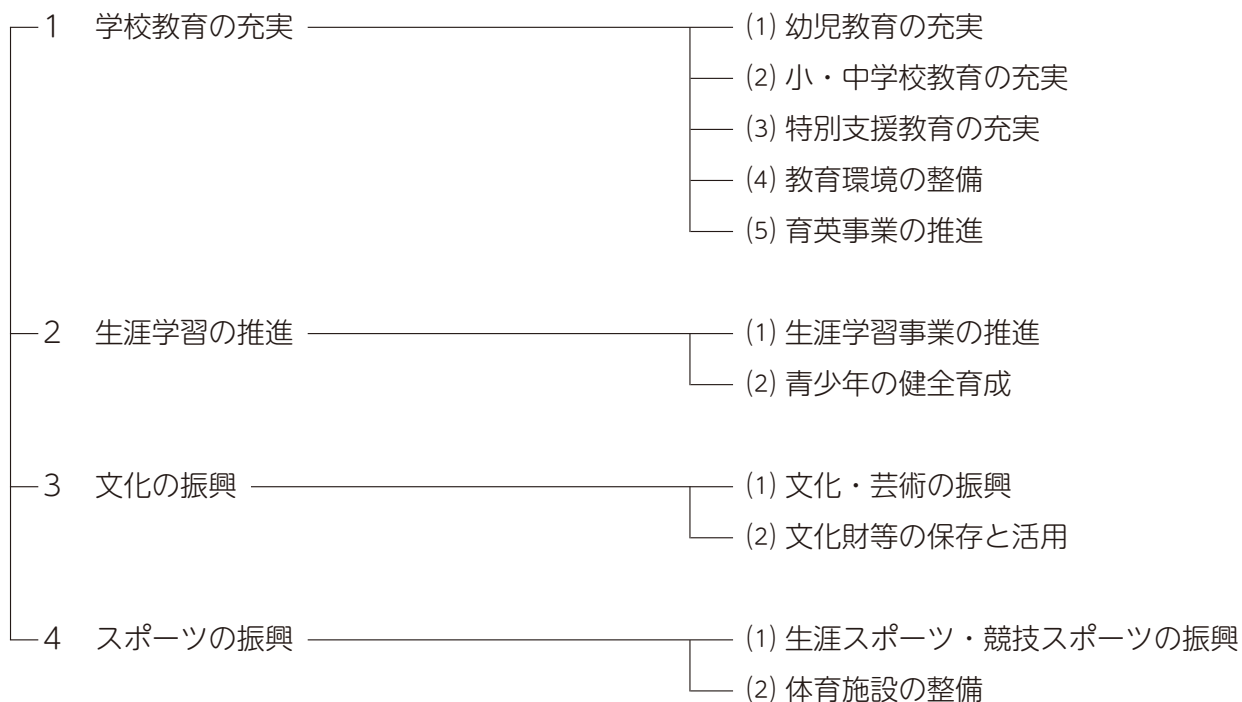 1 学校教育の充実
(1) 幼児教育の充実
(2) 小・中学校教育の充実
(3) 特別支援教育の充実
(4) 教育環境の整備
(5) 育英事業の推進
2 生涯学習の推進
(1) 生涯学習事業の推進
(2) 青少年の健全育成
3 文化の振興
(1) 文化・芸術の振興
(2) 文化財等の保存と活用
4 スポーツの振興
(1) 生涯スポーツ・競技スポーツの振興
(2) 体育施設の整備